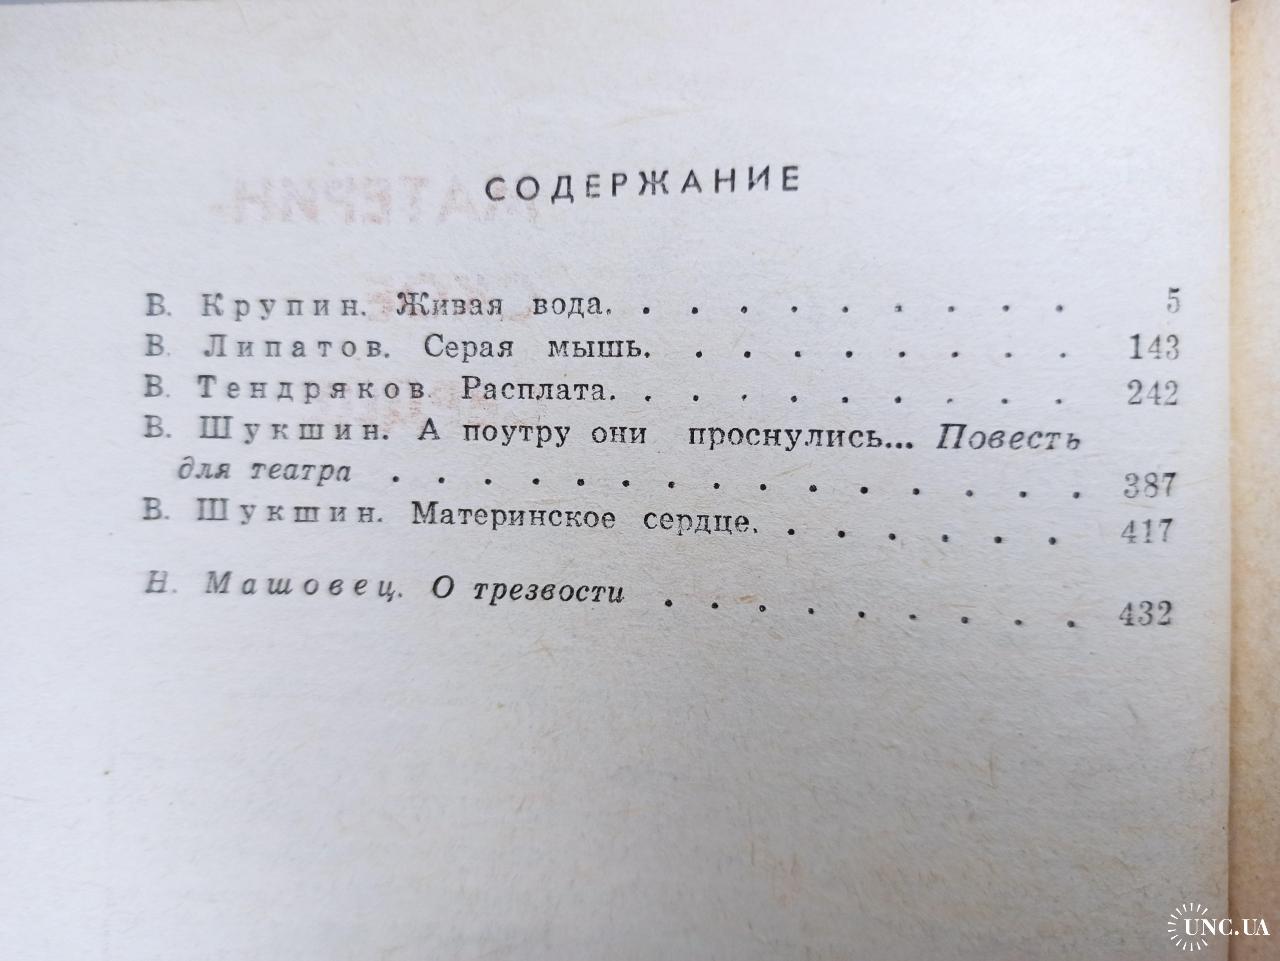 СОДЕРЖАНИЕ
В. Крупин. Живая вода. . . . . . . . . . . 5
В. Липатов. Серая мышь. . . . . . . . . 143
В. Тендряков. Расплата. . . . . . . . . . . 242
В. Шукшин. А поутру они проснулись... Повесть
для театра . . . . . . . . . . . . . . . 387
В. Шукшин. Материнское сердце. . . . . . . 417
Н. Машовец. О трезвости . . . . . . . . . 432
МАТЕРИН-
UNC.UA